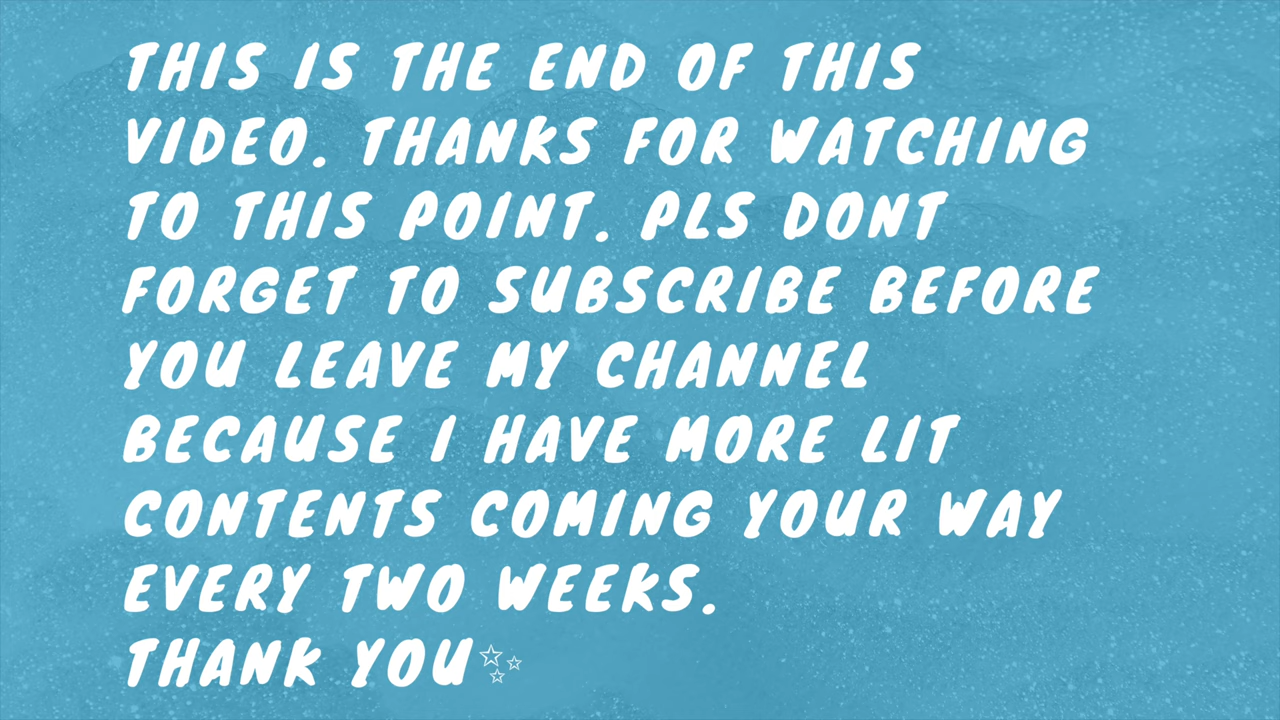 THIS IS THE END OF THIS
VIDEO. THANKS FOR WATCHING
TO THIS POINT. PLS DONT
FORGET TO SUBSCRIBE BEFORE
YOU LEAVE MY CHANNEL
BECAUSE I HAVE MORE LIT
CONTENTS COMING YOUR WAY
EVERY TWO WEEKS.
THANK YOU✨